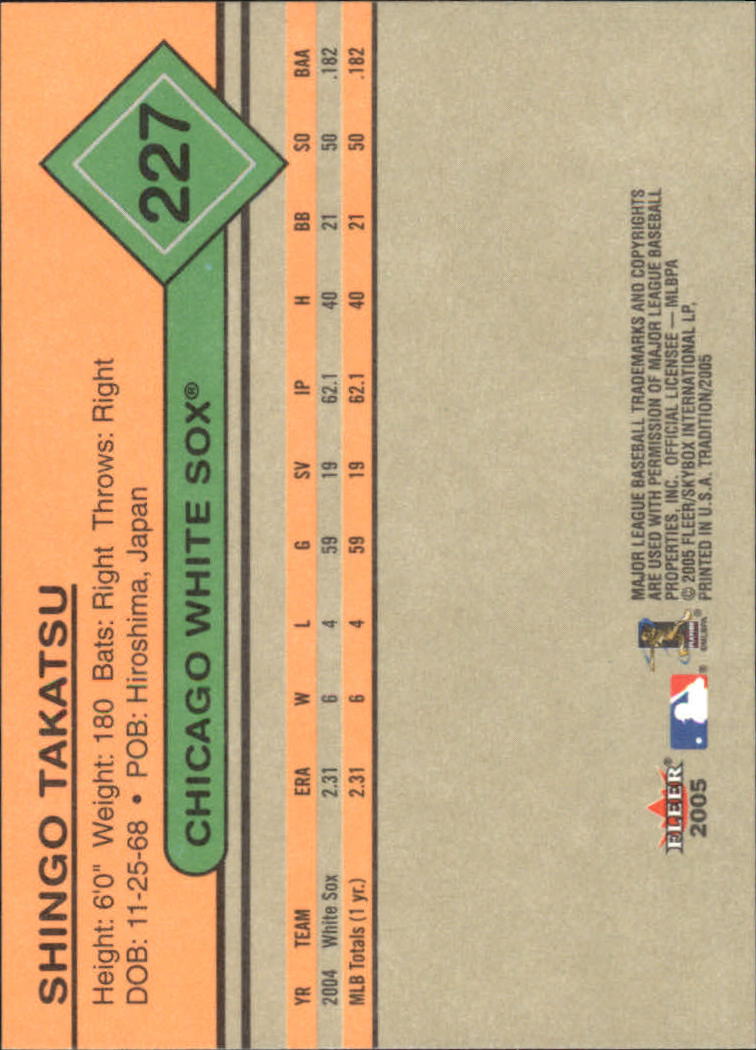 SHINGO TAKATSU
Height: 6'0" Weight: 180 Bats: Right Throws: Right
DOB: 11-25-68 • POB: Hiroshima, Japan
227
CHICAGO WHITE SOX®
YR TEAM ERA W L G SV IP H BB SO BAA
2004 White Sox 2.31 6 4 59 19 62.1 40 21 50 .182
MLB Totals (1 yr.) 2.31 6 4 59 19 62.1 40 21 50 .182
FLEER®
2005
®
®
©MLBPA
MAJOR LEAGUE BASEBALL TRADEMARKS AND COPYRIGHTS
ARE USED WITH PERMISSION OF MAJOR LEAGUE BASEBALL
PROPERTIES, INC. OFFICIAL LICENSEE — MLBPA
© 2005 FLEER/SKYBOX INTERNATIONAL LP,
PRINTED IN U.S.A. TRADITION/2005